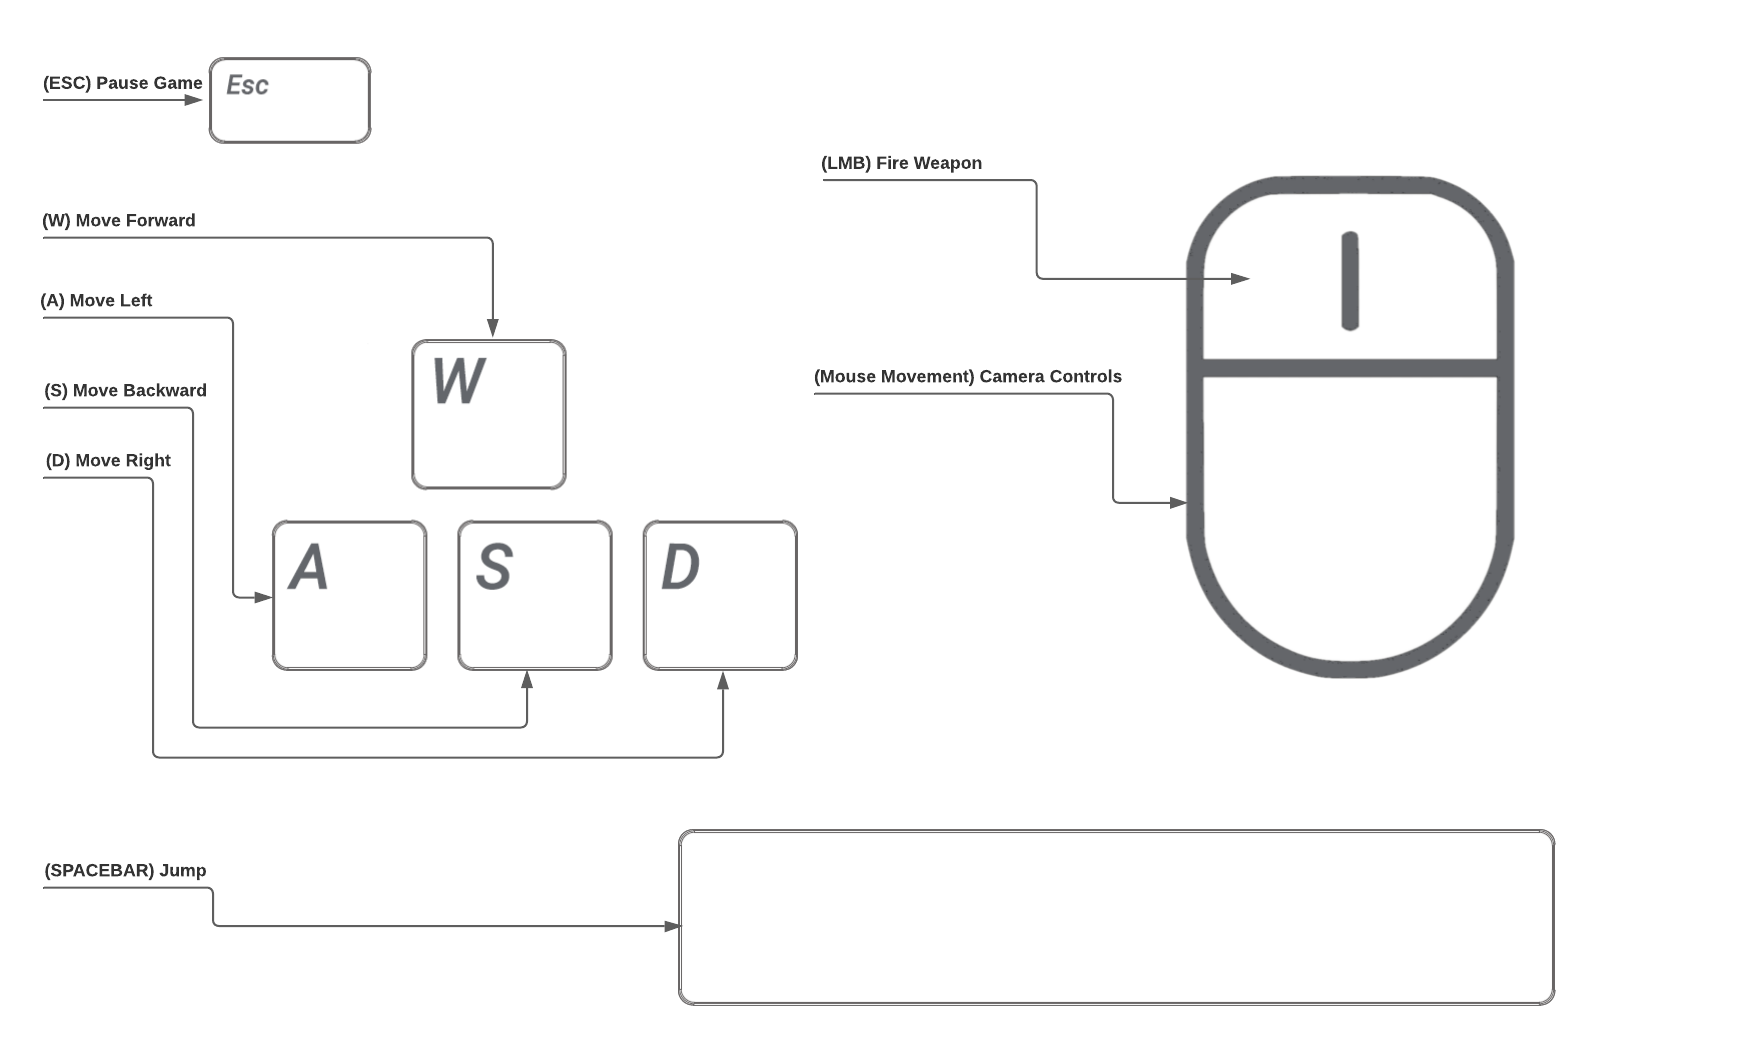 (ESC) Pause Game
Esc
(LMB) Fire Weapon
(W) Move Forward
(A) Move Left
W
(Mouse Movement) Camera Controls
(S) Move Backward
(D) Move Right
A
S
D
(SPACEBAR) Jump